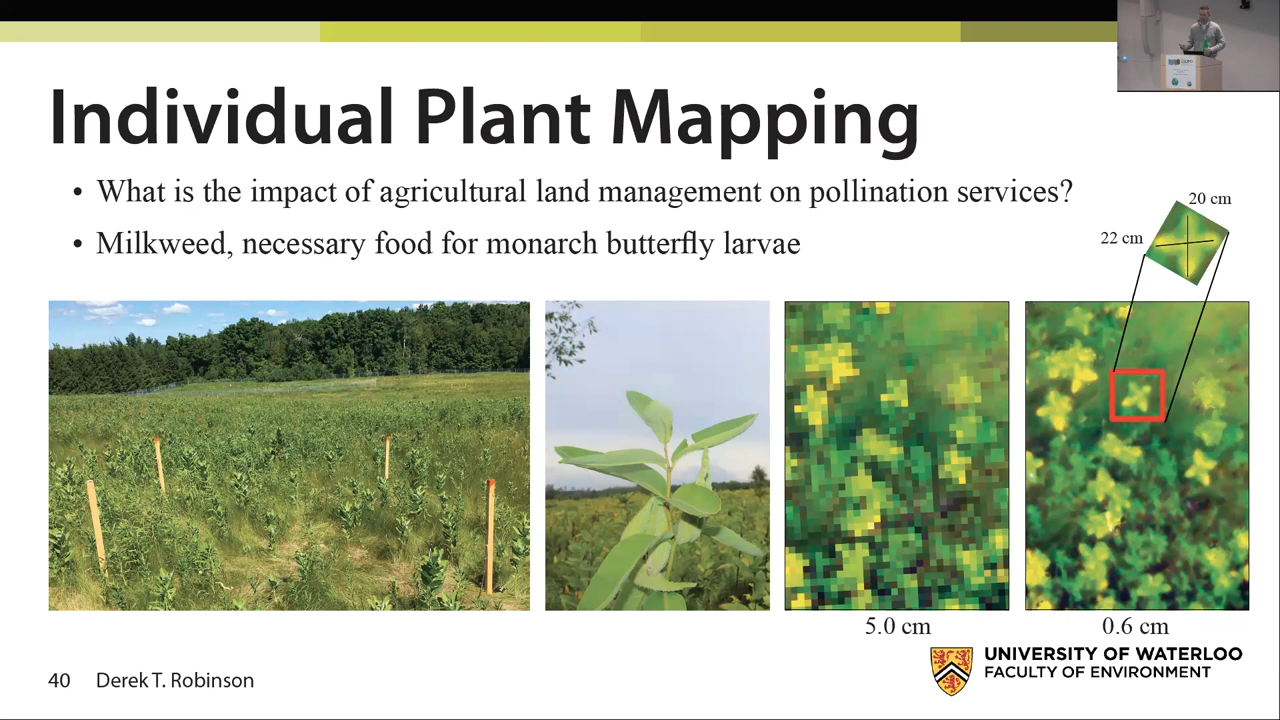 Individual Plant Mapping
• What is the impact of agricultural land management on pollination services?
• Milkweed, necessary food for monarch butterfly larvae
20 cm
22 cm
5.0 cm
0.6 cm
40 Derek T. Robinson
UNIVERSITY OF WATERLOO
FACULTY OF ENVIRONMENT